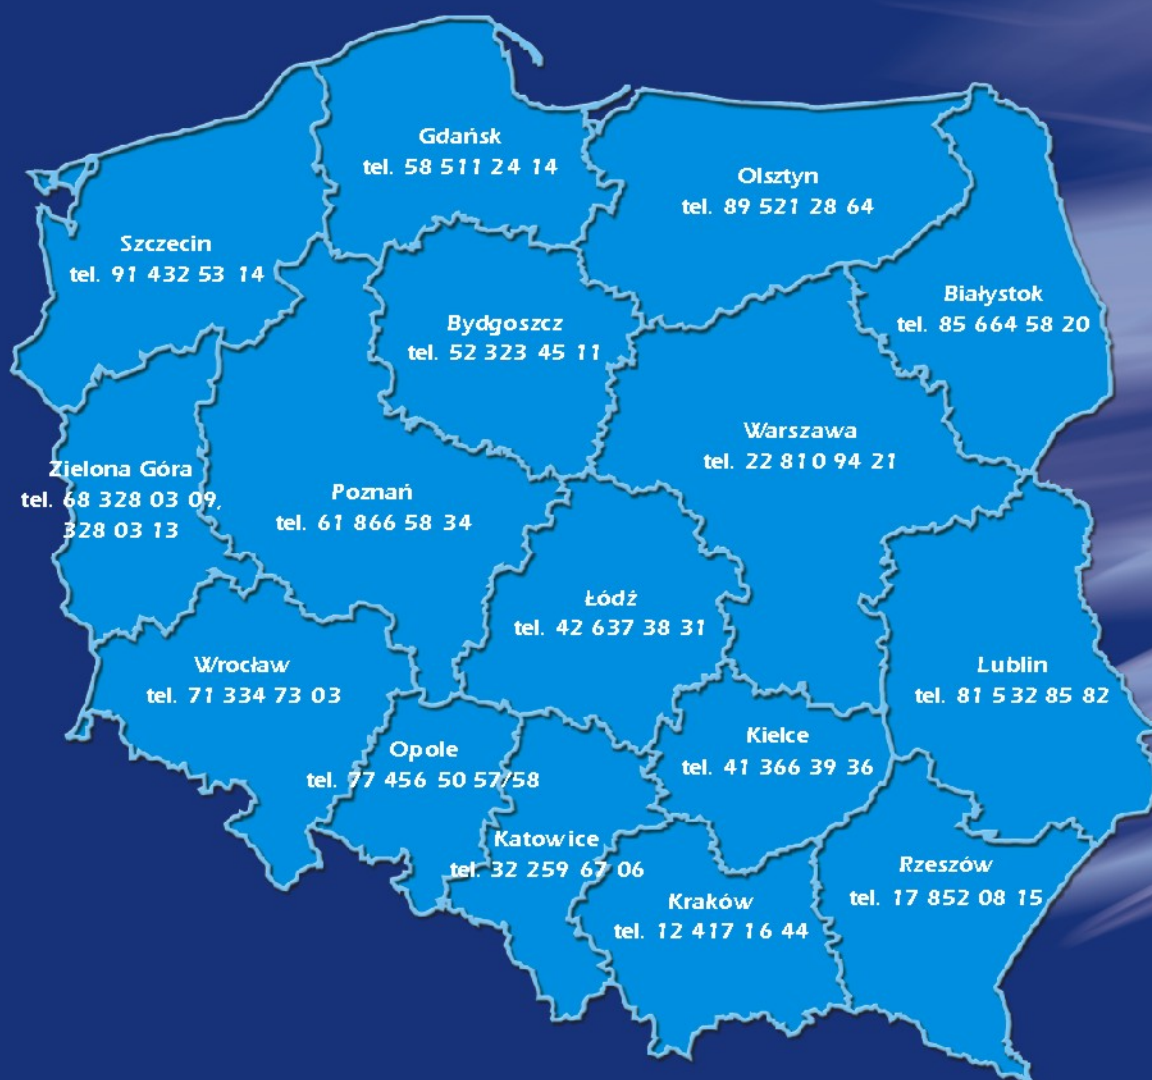 Gdańsk
tel. 58 511 24 14
Olsztyn
tel. 89 521 28 64
Szczecin
tel. 91 432 53 14
Białystok
tel. 85 664 58 20
Bydgoszcz
tel. 52 323 45 11
Warszawa
tel. 22 810 94 21
Zielona Góra
tel. 68 328 03 09,
328 03 13
Poznań
tel. 61 866 58 34
Łódź
tel. 42 637 38 31
Wrocław
tel. 71 334 73 03
Lublin
tel. 81 532 85 82
Opole
tel. 77 456 50 57/58
Kielce
tel. 41 366 39 36
Katowice
tel. 32 259 67 06
Rzeszów
tel. 17 852 08 15
Kraków
tel. 12 417 16 44